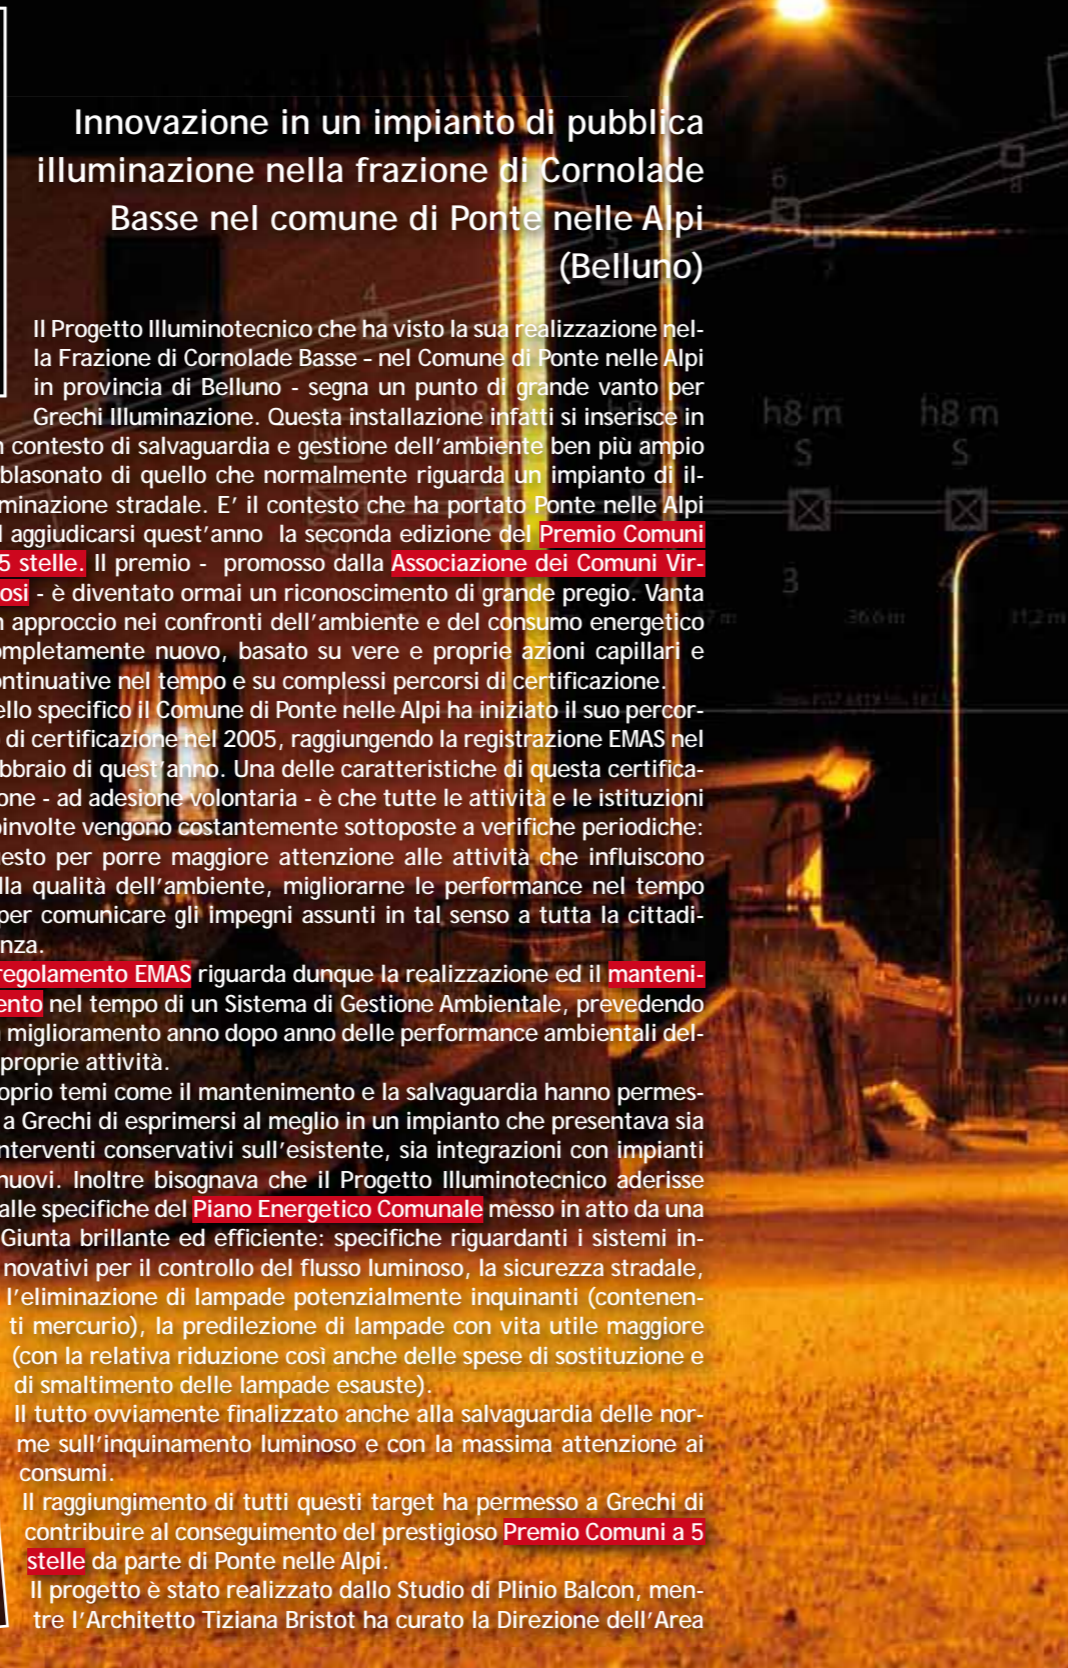 Innovazione in un impianto di pubblica
illuminazione nella frazione di Cornolade
Basse nel comune di Ponte nelle Alpi
(Belluno)
Il Progetto Illuminotecnico che ha visto la sua realizzazione nel-
la Frazione di Cornolade Basse – nel Comune di Ponte nelle Alpi
in provincia di Belluno - segna un punto di grande vanto per
Grechi Illuminazione. Questa installazione infatti si inserisce in
contesto di salvaguardia e gestione dell'ambiente ben più ampio
blasonato di quello che normalmente riguarda un impianto di il-
minazione stradale. E' il contesto che ha portato Ponte nelle Alpi
aggiudicarsi quest'anno la seconda edizione del Premio Comuni
5 stelle. Il premio - promosso dalla Associazione dei Comuni Vir-
osi - è diventato ormai un riconoscimento di grande pregio. Vanta
approccio nei confronti dell'ambiente e del consumo energetico
mpletamente nuovo, basato su vere e proprie azioni capillari e
ontinuative nel tempo e su complessi percorsi di certificazione.
ello specifico il Comune di Ponte nelle Alpi ha iniziato il suo percor-
di certificazione nel 2005, raggiungendo la registrazione EMAS nel
bbraio di quest'anno. Una delle caratteristiche di questa certifica-
one - ad adesione volontaria - è che tutte le attività e le istituzioni
oinvolte vengono costantemente sottoposte a verifiche periodiche:
esto per porre maggiore attenzione alle attività che influiscono
lla qualità dell'ambiente, migliorarne le performance nel tempo
per comunicare gli impegni assunti in tal senso a tutta la cittadi-
nza.
regolamento EMAS riguarda dunque la realizzazione ed il manteni-
ento nel tempo di un Sistema di Gestione Ambientale, prevedendo
miglioramento anno dopo anno delle performance ambientali del-
proprie attività.
oprio temi come il mantenimento e la salvaguardia hanno permes-
a Grechi di esprimersi al meglio in un impianto che presentava sia
nterventi conservativi sull'esistente, sia integrazioni con impianti
nuovi. Inoltre bisognava che il Progetto Illuminotecnico aderisse
alle specifiche del Piano Energetico Comunale messo in atto da una
Giunta brillante ed efficiente: specifiche riguardanti i sistemi in-
novativi per il controllo del flusso luminoso, la sicurezza stradale,
l'eliminazione di lampade potenzialmente inquinanti (contenen-
ti mercurio), la predilezione di lampade con vita utile maggiore
(con la relativa riduzione così anche delle spese di sostituzione e
di smaltimento delle lampade esauste).
Il tutto ovviamente finalizzato anche alla salvaguardia delle nor-
me sull'inquinamento luminoso e con la massima attenzione ai
consumi.
Il raggiungimento di tutti questi target ha permesso a Grechi di
contribuire al conseguimento del prestigioso Premio Comuni a 5
stelle da parte di Ponte nelle Alpi.
Il progetto è stato realizzato dallo Studio di Plinio Balcon, men-
tre l'Architetto Tiziana Bristot ha curato la Direzione dell'Area
4
6
7
8
h8 m
h8 m
S
S
3
4
36,6 m